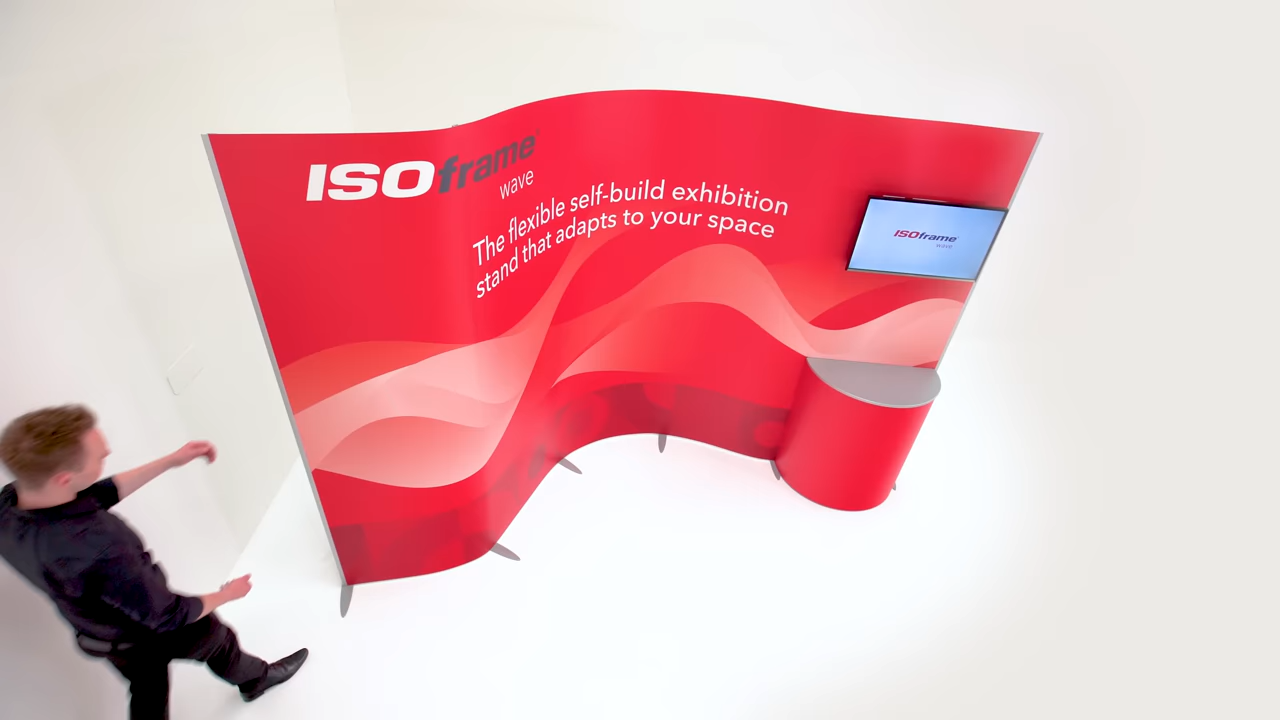 ISOframe
wave
The flexible self-build exhibition
stand that adapts to your space
ISOframe
wave